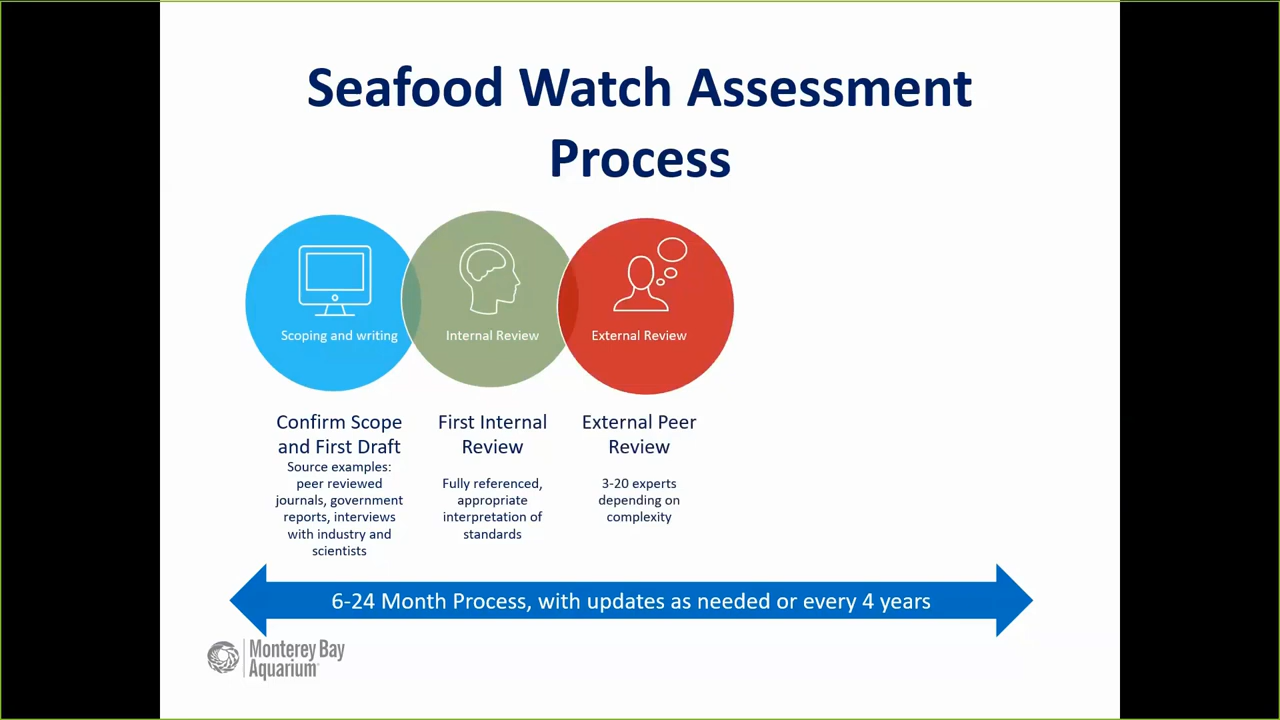 Seafood Watch Assessment
Process
Scoping and writing
Internal Review
External Review
Confirm Scope
and First Draft
Source examples:
peer reviewed
journals, government
reports, interviews
with industry and
scientists
First Internal
Review
Fully referenced,
appropriate
interpretation of
standards
External Peer
Review
3-20 experts
depending on
complexity
6-24 Month Process, with updates as needed or every 4 years
Monterey Bay
Aquarium